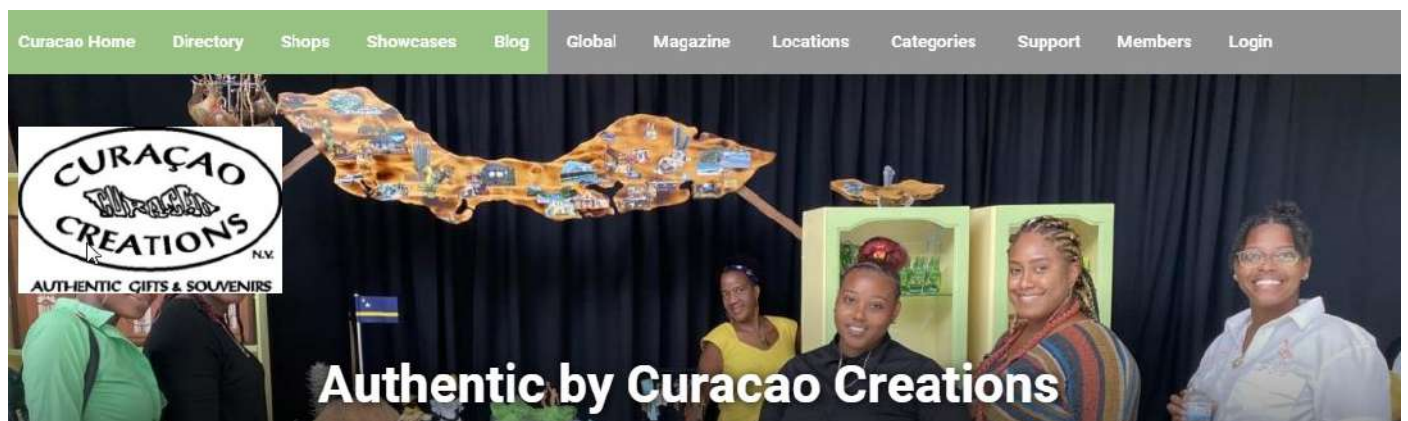 Curacao Home Directory Shops Showcases Blog Global Magazine Locations Categories Support Members Login
CURAÇAO
CURACAO
CREATIONS
N.V.
AUTHENTIC GIFTS & SOUVENIRS
Authentic by Curacao Creations